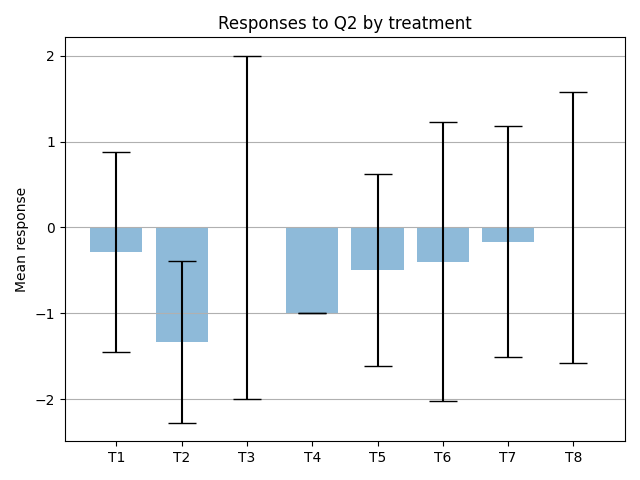 Responses to Q2 by treatment
Mean response
2
1
0
−1
−2
T1 T2 T3 T4 T5 T6 T7 T8